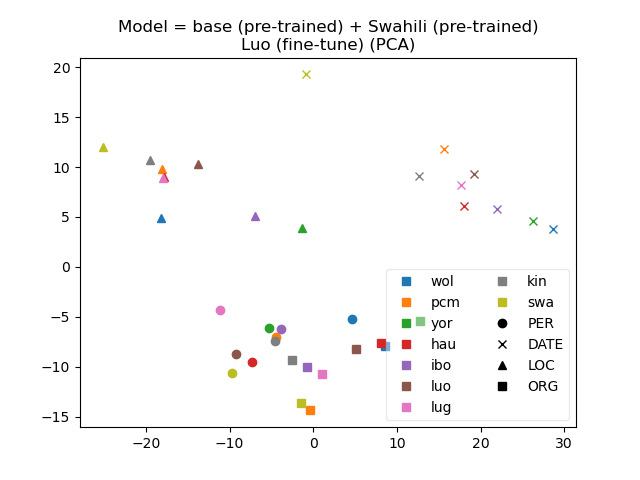 Model = base (pre-trained) + Swahili (pre-trained)
Luo (fine-tune) (PCA)
20
15
10
5
0
−5
−10
−15
−20
−10
0
10
20
30
wol
pcm
yor
hau
ibo
luo
lug
kin
swa
PER
DATE
LOC
ORG